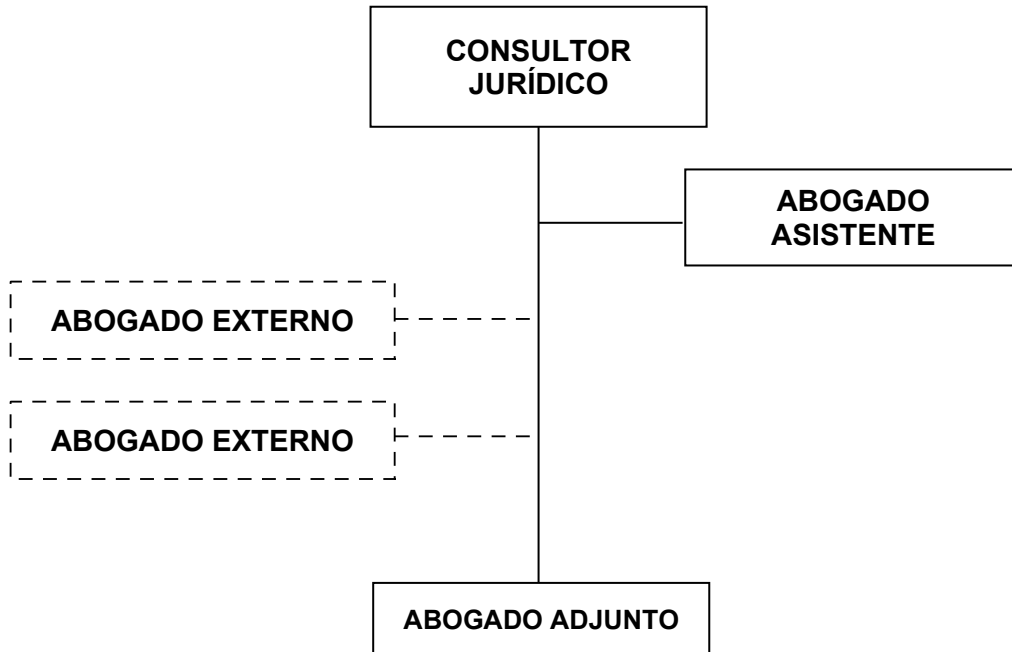 CONSULTOR
JURÍDICO
ABOGADO
ASISTENTE
ABOGADO EXTERNO
ABOGADO EXTERNO
ABOGADO ADJUNTO